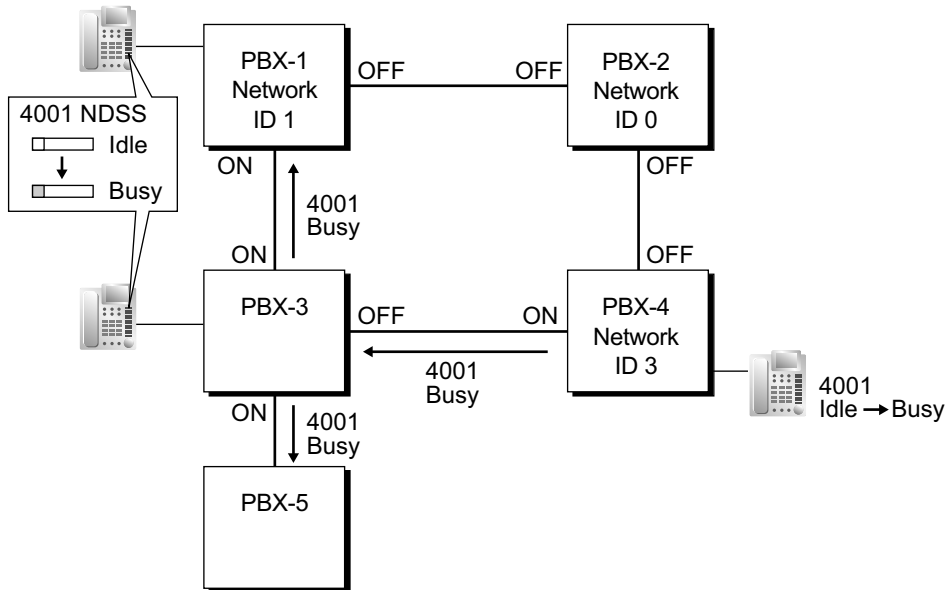 PBX-1
Network
ID 1
OFF
OFF
PBX-2
Network
ID 0
4001 NDSS
Idle
Busy
ON
OFF
4001
Busy
ON
OFF
PBX-3
OFF
ON
PBX-4
Network
ID 3
4001
Busy
4001
Idle → Busy
ON
4001
Busy
PBX-5